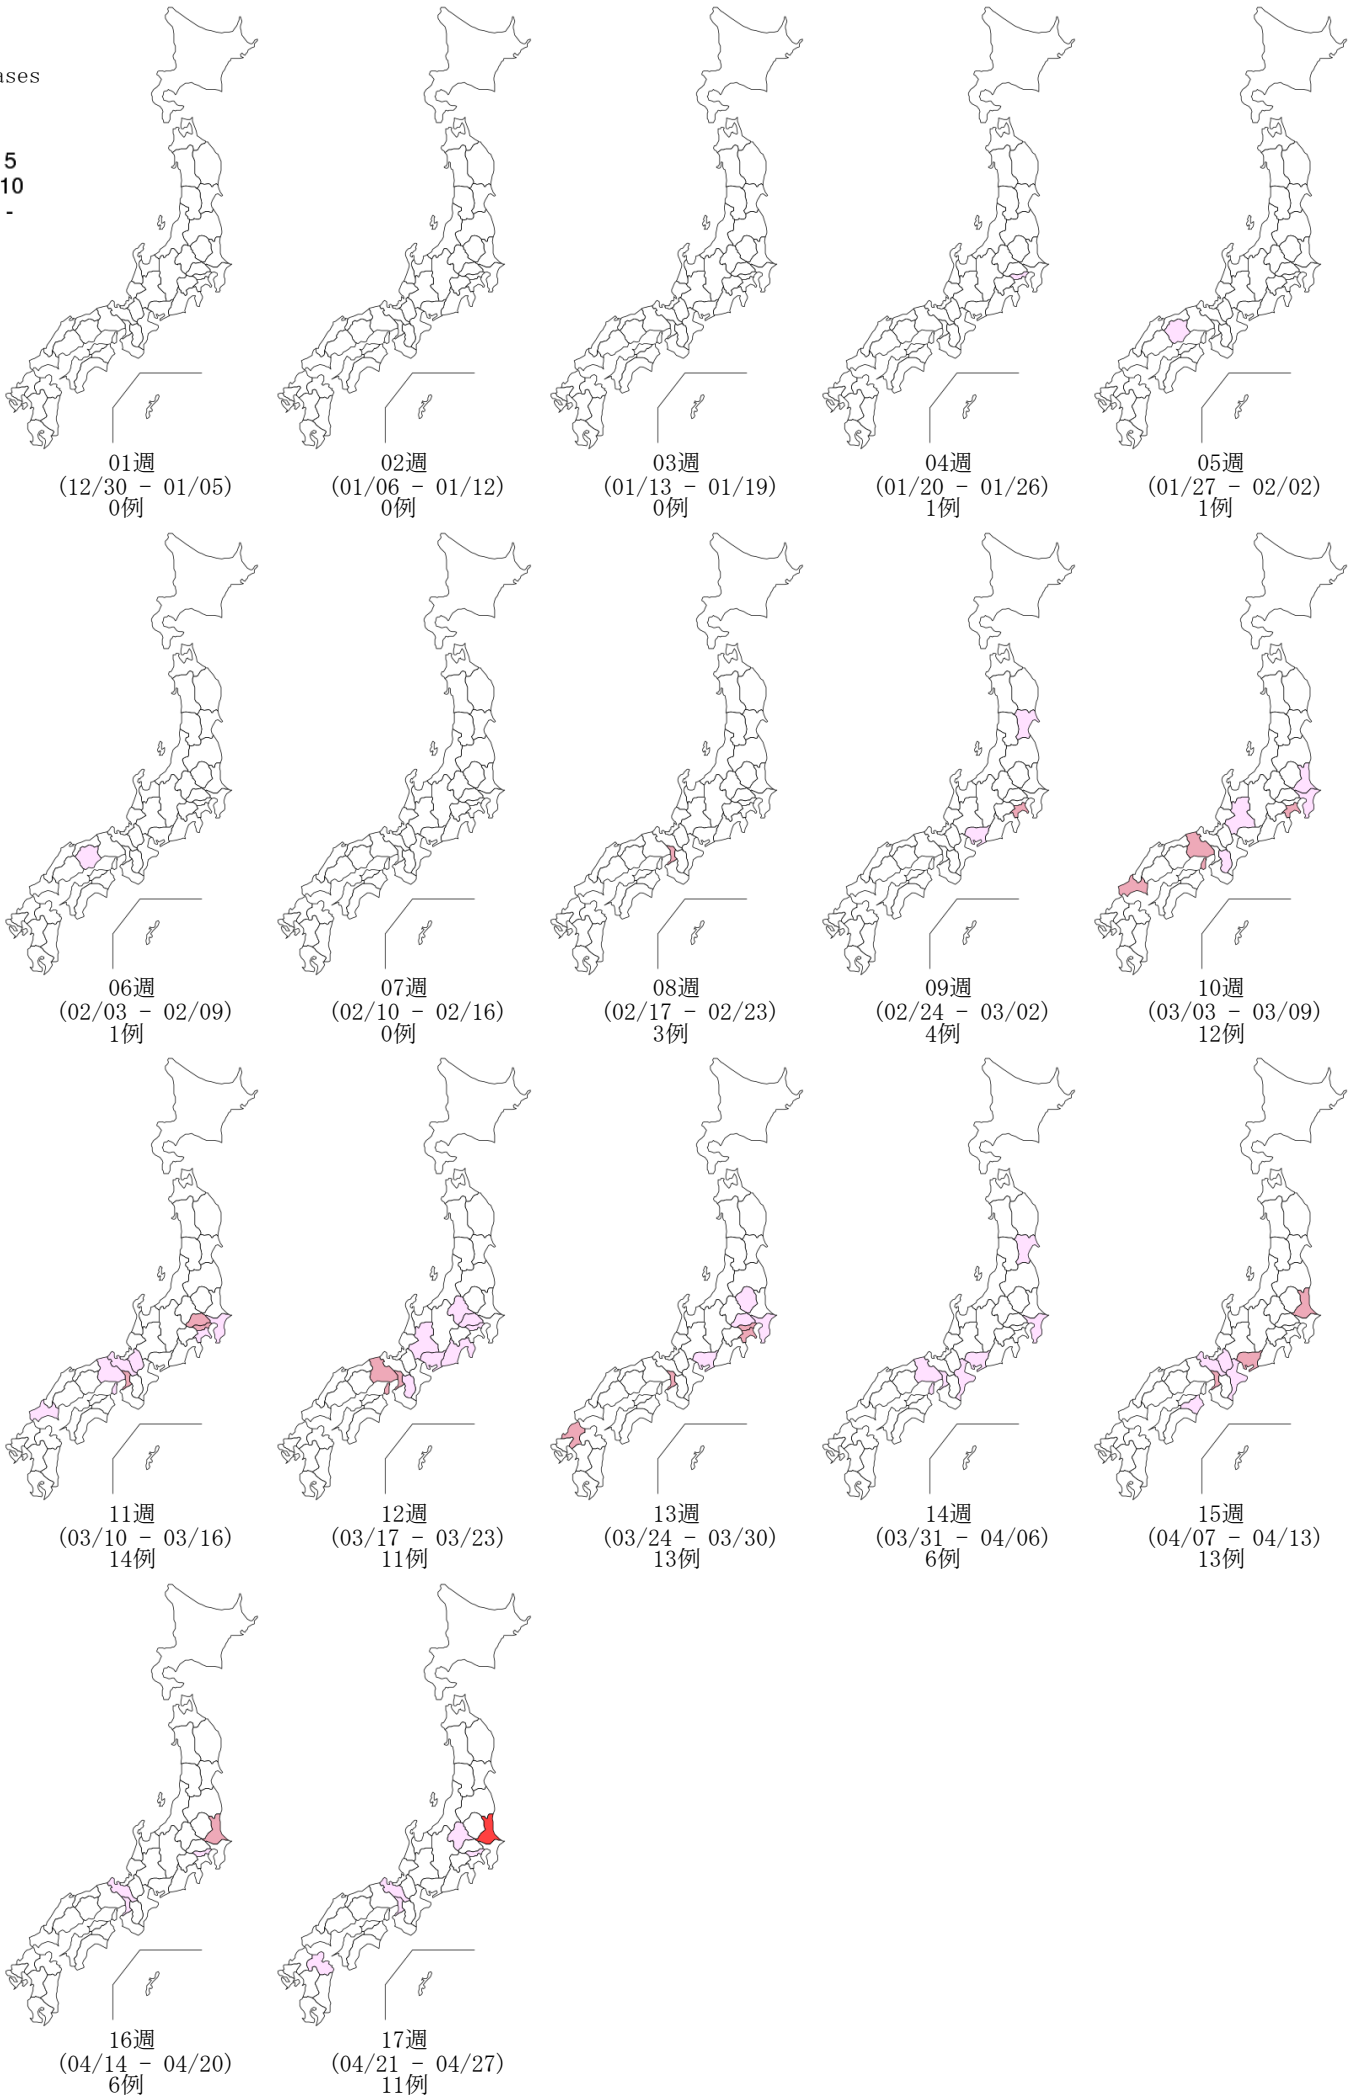 ases
5
10
-
01週
(12/30 - 01/05)
0例
02週
(01/06 - 01/12)
0例
03週
(01/13 - 01/19)
0例
04週
(01/20 - 01/26)
1例
05週
(01/27 - 02/02)
1例
06週
(02/03 - 02/09)
1例
07週
(02/10 - 02/16)
0例
08週
(02/17 - 02/23)
3例
09週
(02/24 - 03/02)
4例
10週
(03/03 - 03/09)
12例
11週
(03/10 - 03/16)
14例
12週
(03/17 - 03/23)
11例
13週
(03/24 - 03/30)
13例
14週
(03/31 - 04/06)
6例
15週
(04/07 - 04/13)
13例
16週
(04/14 - 04/20)
6例
17週
(04/21 - 04/27)
11例